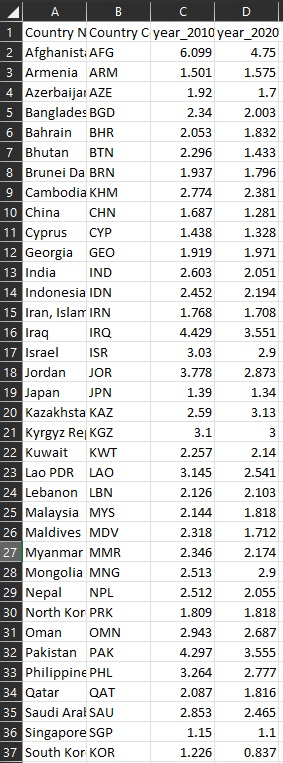 A B C D
1 Country N Country C year_2010 year_2020
2 Afghanist AFG 6.099 4.75
3 Armenia ARM 1.501 1.575
4 Azerbaijar AZE 1.92 1.7
5 Banglades BGD 2.34 2.003
6 Bahrain BHR 2.053 1.832
7 Bhutan BTN 2.296 1.433
8 Brunei Da BRN 1.937 1.796
9 Cambodia KHM 2.774 2.381
10 China CHN 1.687 1.281
11 Cyprus CYP 1.438 1.328
12 Georgia GEO 1.919 1.971
13 India IND 2.603 2.051
14 Indonesia IDN 2.452 2.194
15 Iran, Islam IRN 1.768 1.708
16 Iraq IRQ 4.429 3.551
17 Israel ISR 3.03 2.9
18 Jordan JOR 3.778 2.873
19 Japan JPN 1.39 1.34
20 Kazakhsta KAZ 2.59 3.13
21 Kyrgyz Rep KGZ 3.1 3
22 Kuwait KWT 2.257 2.14
23 Lao PDR LAO 3.145 2.541
24 Lebanon LBN 2.126 2.103
25 Malaysia MYS 2.144 1.818
26 Maldives MDV 2.318 1.712
27 Myanmar MMR 2.346 2.174
28 Mongolia MNG 2.513 2.9
29 Nepal NPL 2.512 2.055
30 North Kor PRK 1.809 1.818
31 Oman OMN 2.943 2.687
32 Pakistan PAK 4.297 3.555
33 Philippine PHL 3.264 2.777
34 Qatar QAT 2.087 1.816
35 Saudi Aral SAU 2.853 2.465
36 Singapore SGP 1.15 1.1
37 South Kor KOR 1.226 0.837